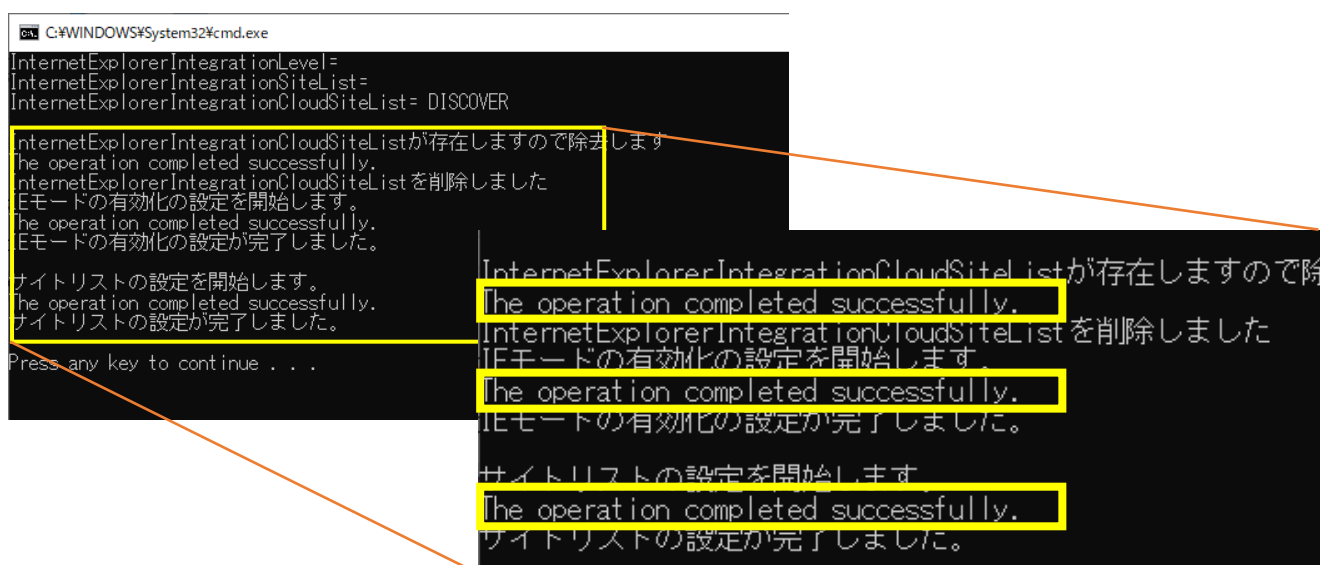 C:¥WINDOWS¥System32¥cmd.exe
InternetExplorerIntegrationLevel=
InternetExplorerIntegrationSiteList=
InternetExplorerIntegrationCloudSiteList= DISCOVER
InternetExplorerIntegrationCloudSiteListが存在しますので除去します
The operation completed successfully.
InternetExplorerIntegrationCloudSiteListを削除しました
IEモードの有効化の設定を開始します。
The operation completed successfully.
IEモードの有効化の設定が完了しました。
サイトリストの設定を開始します。
The operation completed successfully.
サイトリストの設定が完了しました。
Press any key to continue . . .
InternetExplorerIntegrationCloudSiteListが存在しますので除
The operation completed successfully.
InternetExplorerIntegrationCloudSiteListを削除しました
IEモードの有効化の設定を開始します。
The operation completed successfully.
IEモードの有効化の設定が完了しました。
サイトリストの設定を開始します。
The operation completed successfully.
サイトリストの設定が完了しました。